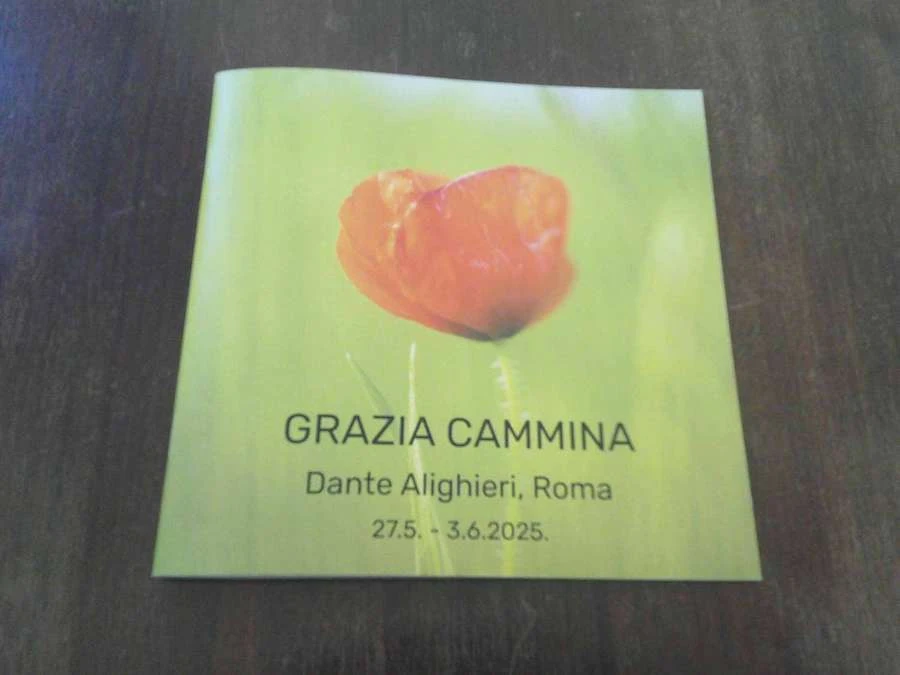 GRAZIA CAMMINA
Dante Alighieri, Roma
27.5. - 3.6.2025.